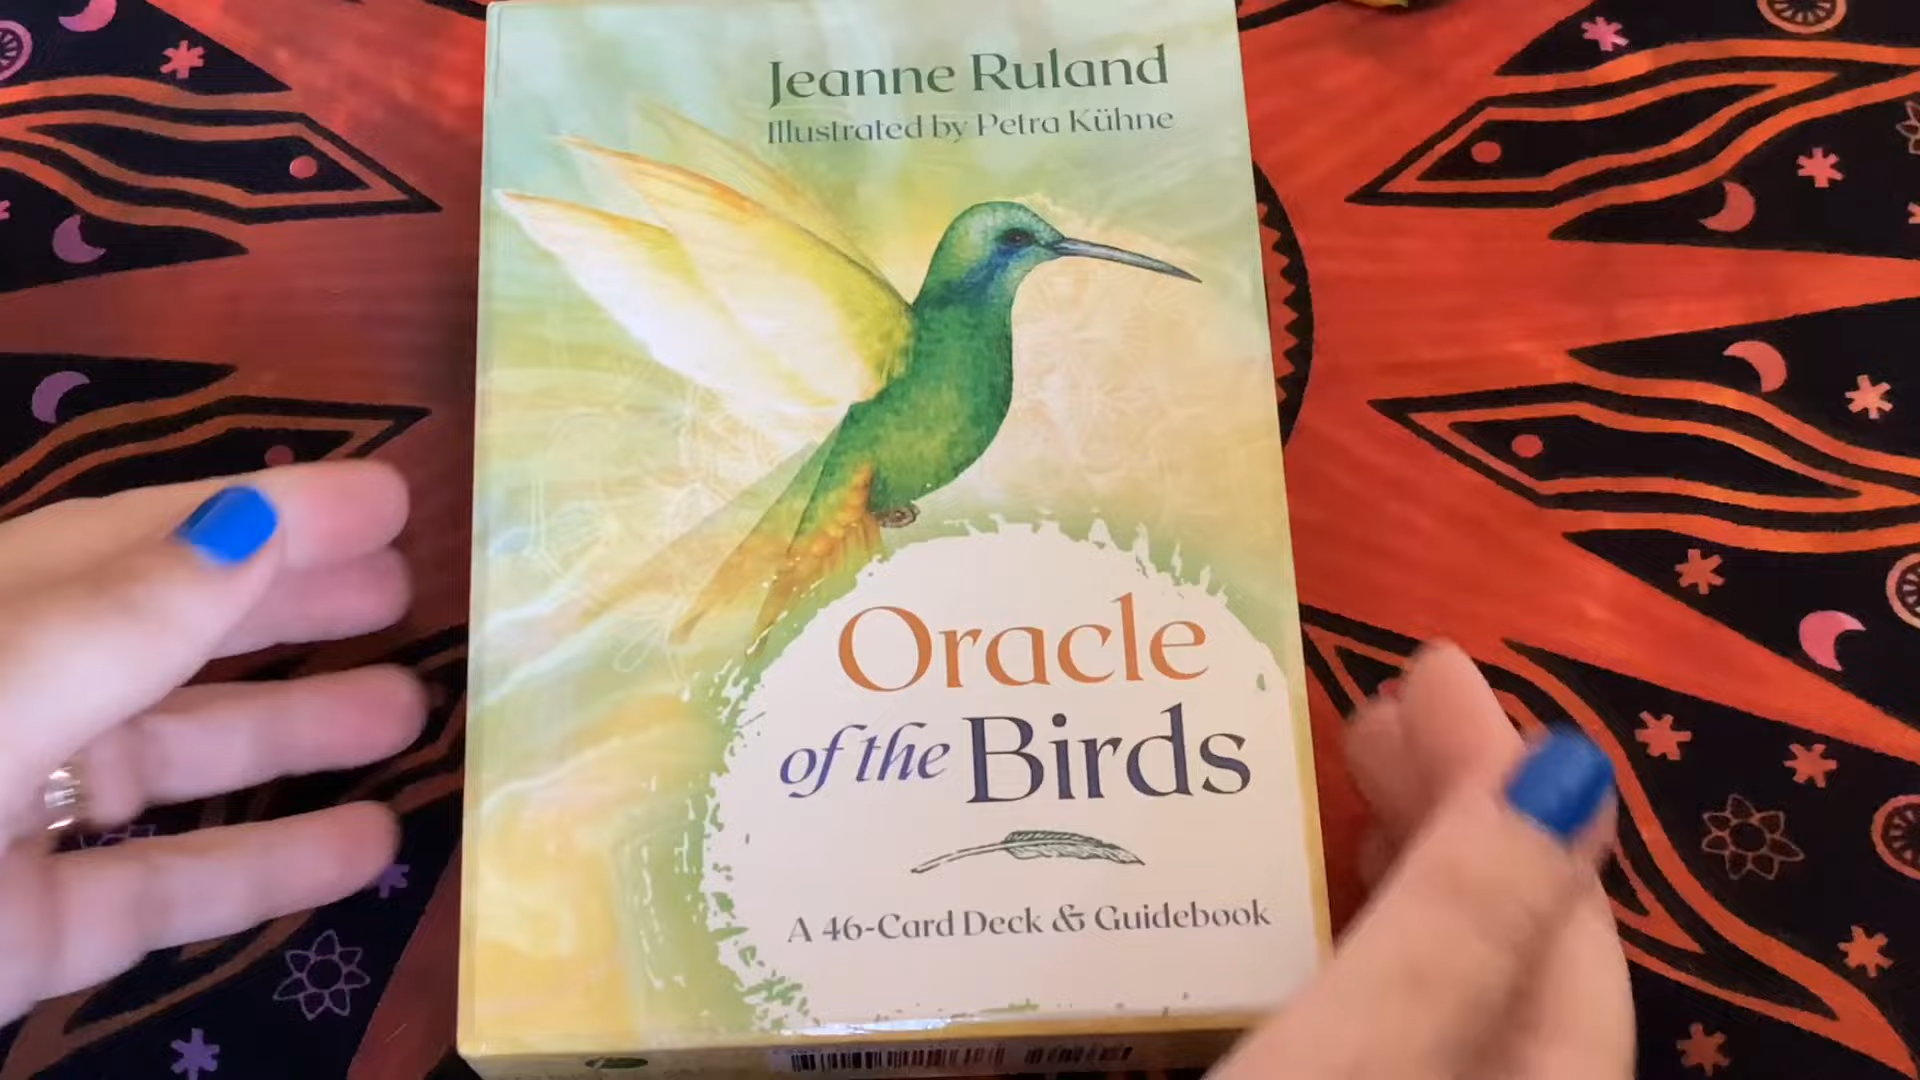 Jeanne Ruland
Illustrated by Petra Kühne
Oracle
of the Birds
A 46-Card Deck & Guidebook